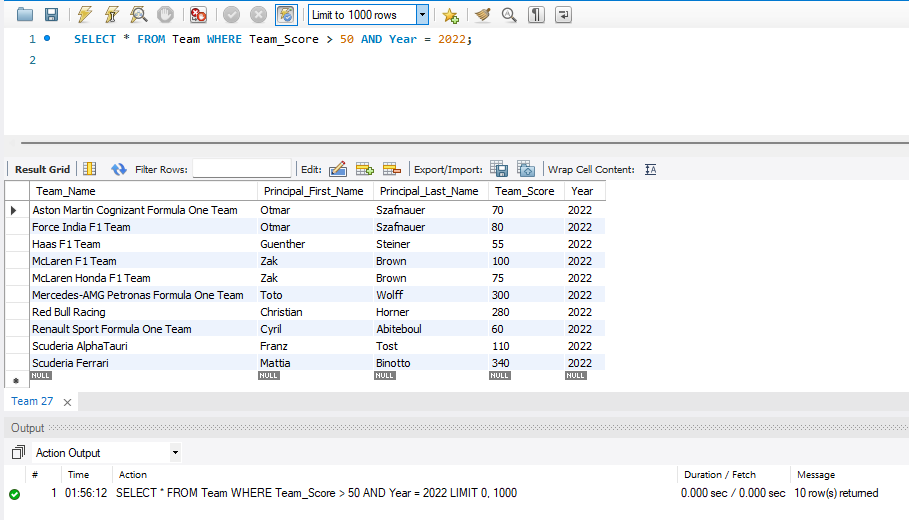 Limit to 1000 rows
1 SELECT * FROM Team WHERE Team_Score > 50 AND Year = 2022;
2
Result Grid Filter Rows: Edit: Export/Import: Wrap Cell Content:
Team_Name Principal_First_Name Principal_Last_Name Team_Score Year
Aston Martin Cognizant Formula One Team Otmar Szafnauer 70 2022
Force India F1 Team Otmar Szafnauer 80 2022
Haas F1 Team Guenther Steiner 55 2022
McLaren F1 Team Zak Brown 100 2022
McLaren Honda F1 Team Zak Brown 75 2022
Mercedes-AMG Petronas Formula One Team Toto Wolff 300 2022
Red Bull Racing Christian Horner 280 2022
Renault Sport Formula One Team Cyril Abiteboul 60 2022
Scuderia AlphaTauri Franz Tost 110 2022
Scuderia Ferrari Mattia Binotto 340 2022
NULL NULL NULL NULL NULL
Team 27
Output
Action Output
# Time Action Duration / Fetch Message
1 01:56:12 SELECT * FROM Team WHERE Team_Score > 50 AND Year = 2022 LIMIT 0, 1000 0.000 sec / 0.000 sec 10 row(s) returned